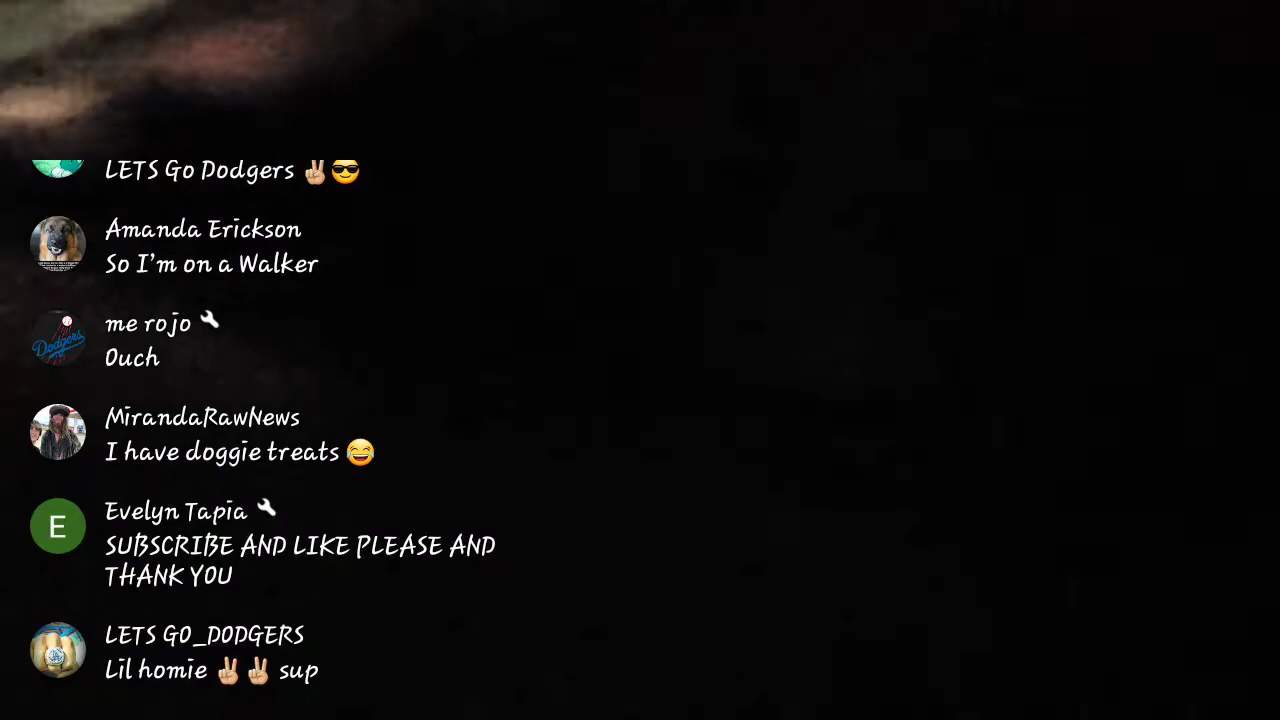 LETS Go Dodgers ✌🏼😎
Amanda Erickson
So I'm on a Walker
me rojo
Dodgers
Ouch
MirandaRawNews
I have doggie treats 😂
Evelyn Tapia
E
SUBSCRIBE AND LIKE PLEASE AND
THANK YOU
LETS GO_DODGERS
Lil homie ✌🏼✌🏼 sup